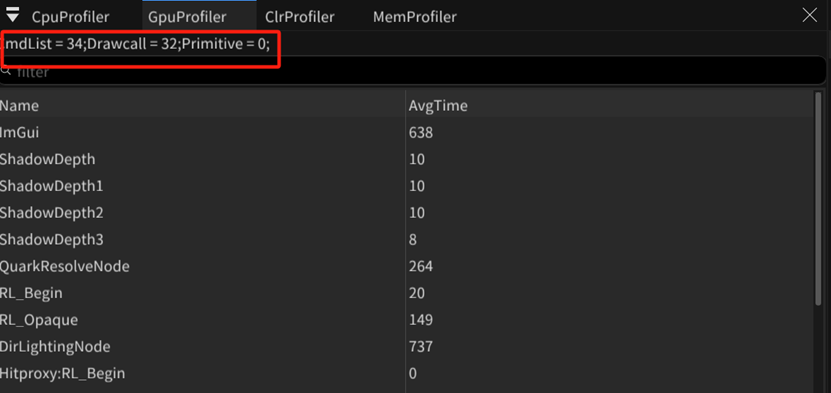 CpuProfiler GpuProfiler ClrProfiler MemProfiler
mdList = 34;Drawcall = 32;Primitive = 0;
filter
Name AvgTime
ImGui 638
ShadowDepth 10
ShadowDepth1 10
ShadowDepth2 10
ShadowDepth3 8
QuarkResolveNode 264
RL_Begin 20
RL_Opaque 149
DirLightingNode 737
Hitproxy:RL_Begin 0